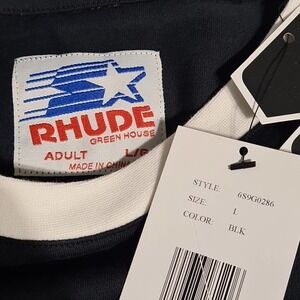 RHUDE
GREEN HOUSE
ADULT
MADE IN CHINA
STYLE: 6S9G0286
SIZE: L
COLOR: BLK